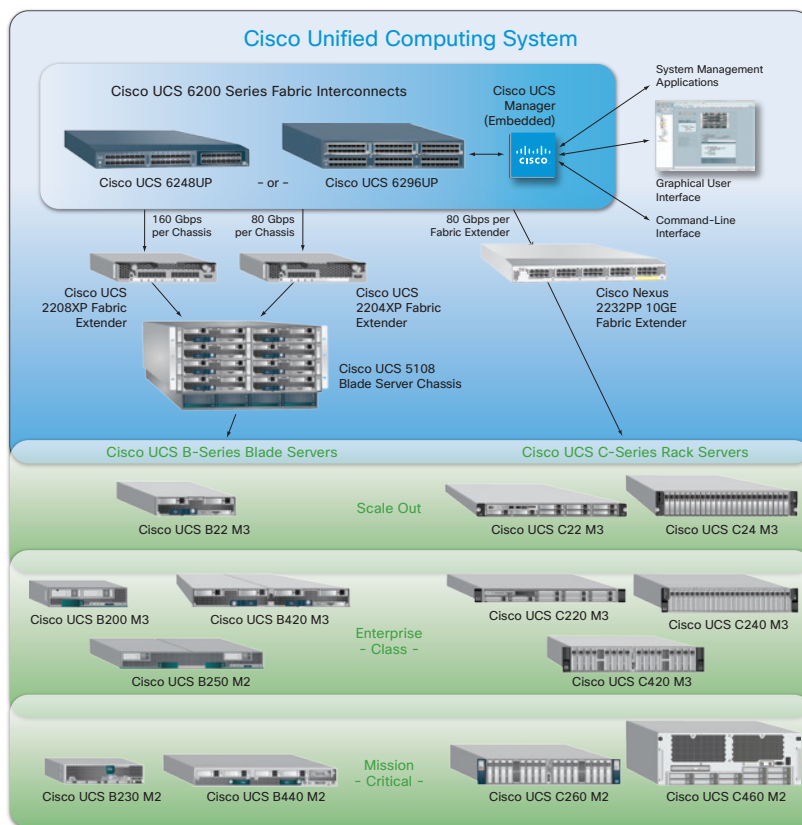 Cisco Unified Computing System
Cisco UCS 6200 Series Fabric Interconnects
Cisco UCS
Manager
(Embedded)
System Management
Applications
CISCO
Cisco UCS 6248UP
- or -
Cisco UCS 6296UP
Graphical User
Interface
Command-Line
Interface
160 Gbps
per Chassis
80 Gbps
per Chassis
80 Gbps per
Fabric Extender
Cisco UCS
2208XP Fabric
Extender
Cisco UCS
2204XP Fabric
Extender
Cisco Nexus
2232PP 10GE
Fabric Extender
Cisco UCS 5108
Blade Server Chassis
Cisco UCS B-Series Blade Servers
Cisco UCS C-Series Rack Servers
Cisco UCS B22 M3
Scale Out
Cisco UCS C22 M3
Cisco UCS C24 M3
Cisco UCS B200 M3
Cisco UCS B420 M3
Cisco UCS C220 M3
Cisco UCS C240 M3
Enterprise
- Class -
Cisco UCS B250 M2
Cisco UCS C420 M3
Mission
- Critical -
Cisco UCS B230 M2
Cisco UCS B440 M2
Cisco UCS C260 M2
Cisco UCS C460 M2